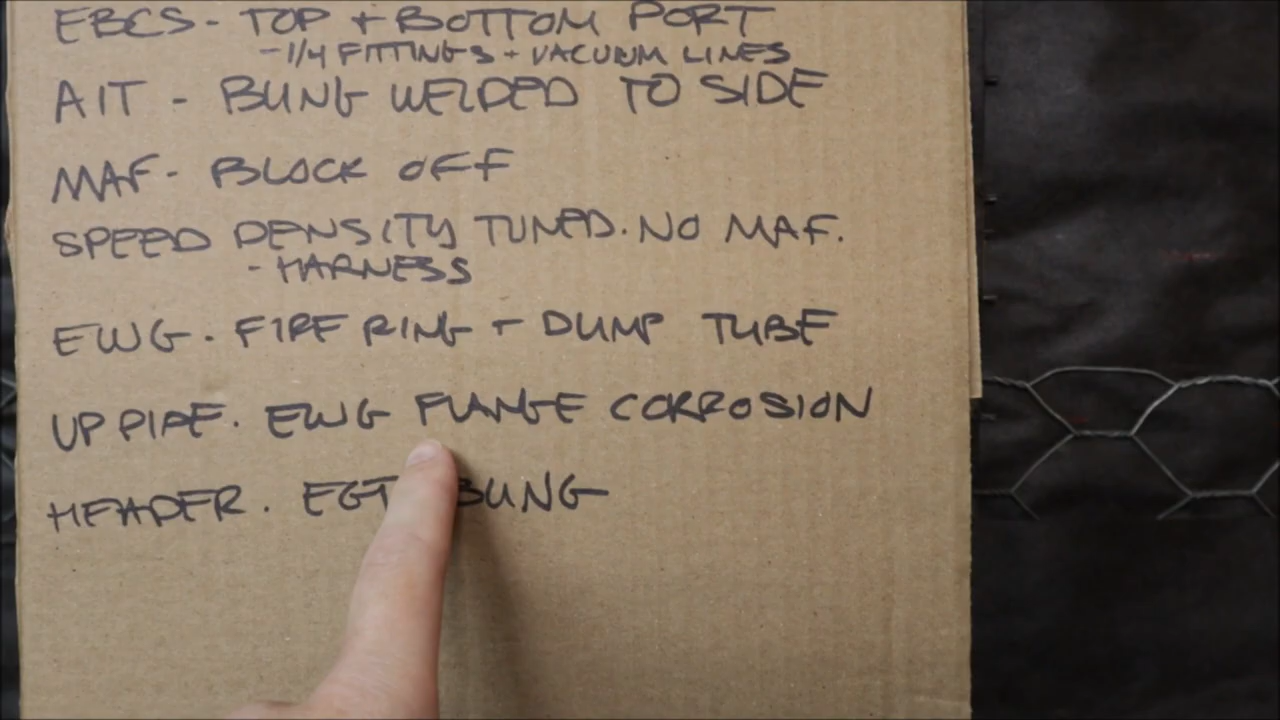 EBCS- TOP + BOTTOM PORT
-1/4 FITTINGS + VACUUM LINES
AIT - BUNG WELDED TO SIDE
MAF- BLOCK OFF
SPEED DENSITY TUNED. NO MAF.
- HARNESS
EWG. FIRE RING + DUMP TUBE
UP PIPE. EWG FLANGE CORROSION
HEADER. EGT BUNG